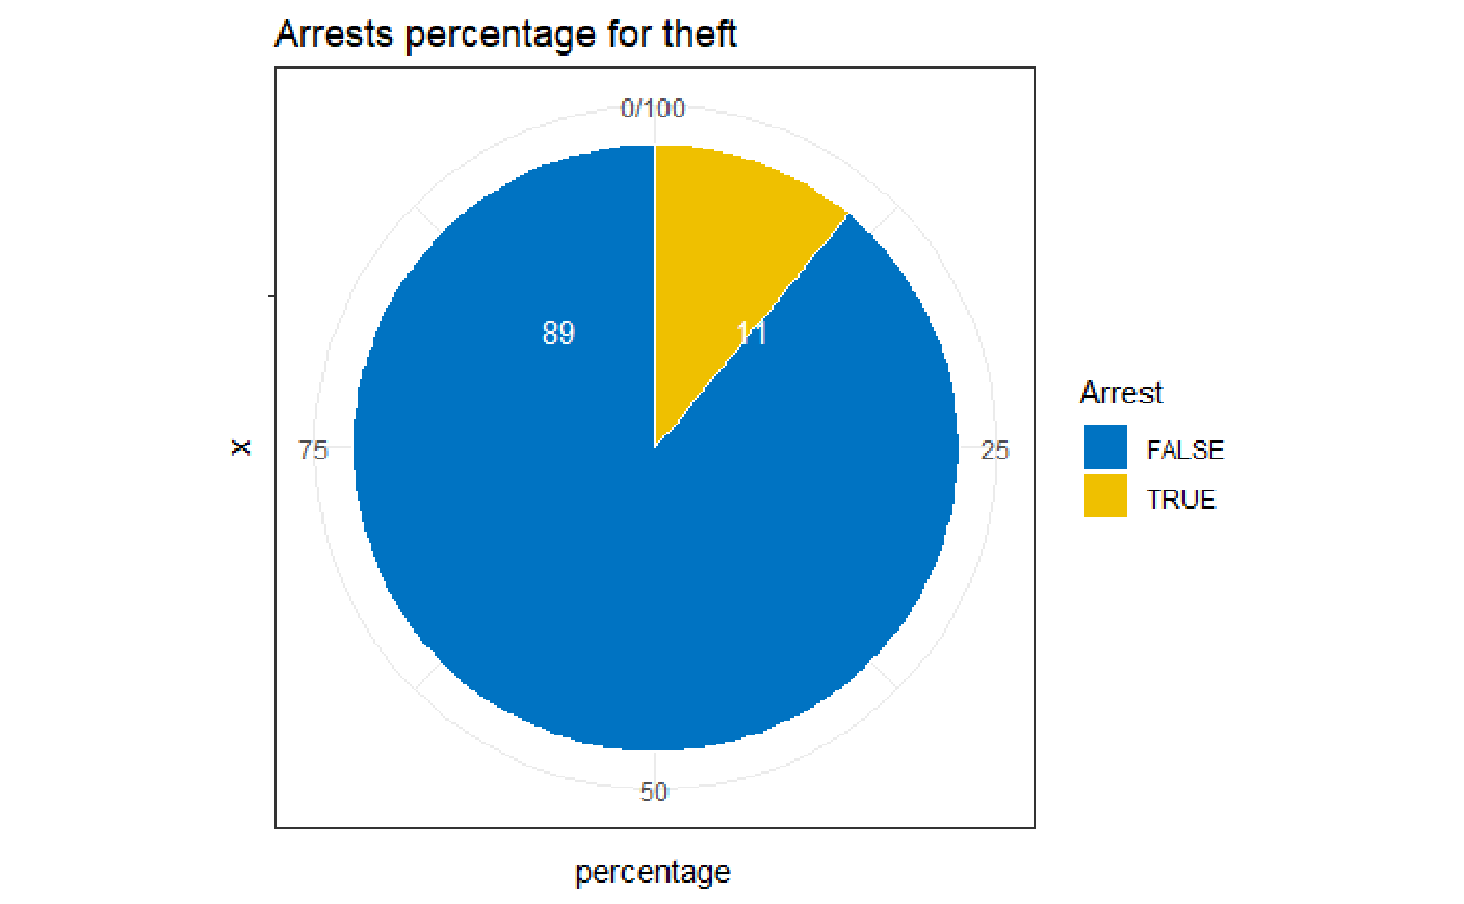 Arrests percentage for theft
0/100
89
11
75
25
50
x
percentage
Arrest
FALSE
TRUE